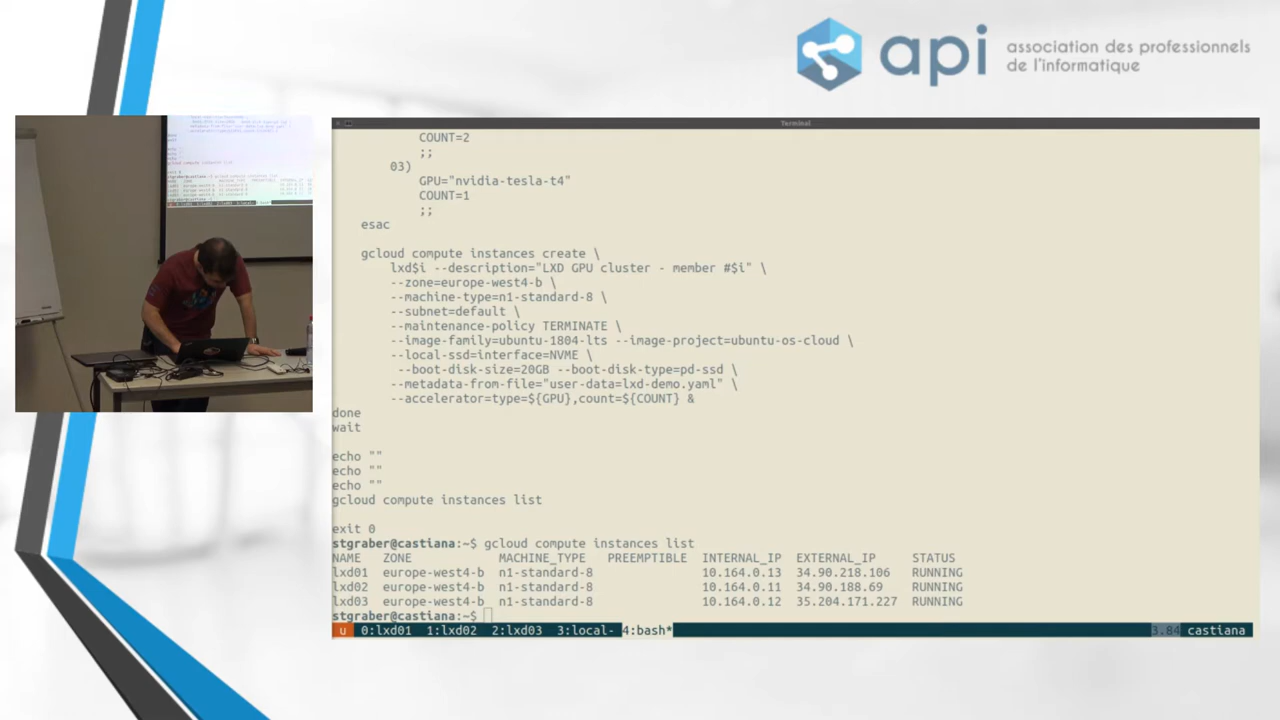 api
association des professionnels
de l'informatique
Terminal
COUNT=2
;;
03)
GPU="nvidia-tesla-t4"
COUNT=1
;;
esac
gcloud compute instances create \
lxd$i --description="LXD GPU cluster - member #$i" \
--zone=europe-west4-b \
--machine-type=n1-standard-8 \
--subnet=default \
--maintenance-policy TERMINATE \
--image-family=ubuntu-1804-lts --image-project=ubuntu-os-cloud \
--local-ssd=interface=NVME \
--boot-disk-size=20GB --boot-disk-type=pd-ssd \
--metadata-from-file="user-data=lxd-demo.yaml" \
--accelerator=type=${GPU},count=${COUNT} &
done
wait
echo ""
echo ""
echo ""
gcloud compute instances list
exit 0
stgraber@castiana:~$ gcloud compute instances list
NAME ZONE MACHINE_TYPE PREEMPTIBLE INTERNAL_IP EXTERNAL_IP STATUS
lxd01 europe-west4-b n1-standard-8 10.164.0.13 34.90.218.106 RUNNING
lxd02 europe-west4-b n1-standard-8 10.164.0.11 34.90.188.69 RUNNING
lxd03 europe-west4-b n1-standard-8 10.164.0.12 35.204.171.227 RUNNING
stgraber@castiana:~$
u 0:lxd01 1:lxd02 2:lxd03 3:local- 4:bash* 3.84 castiana